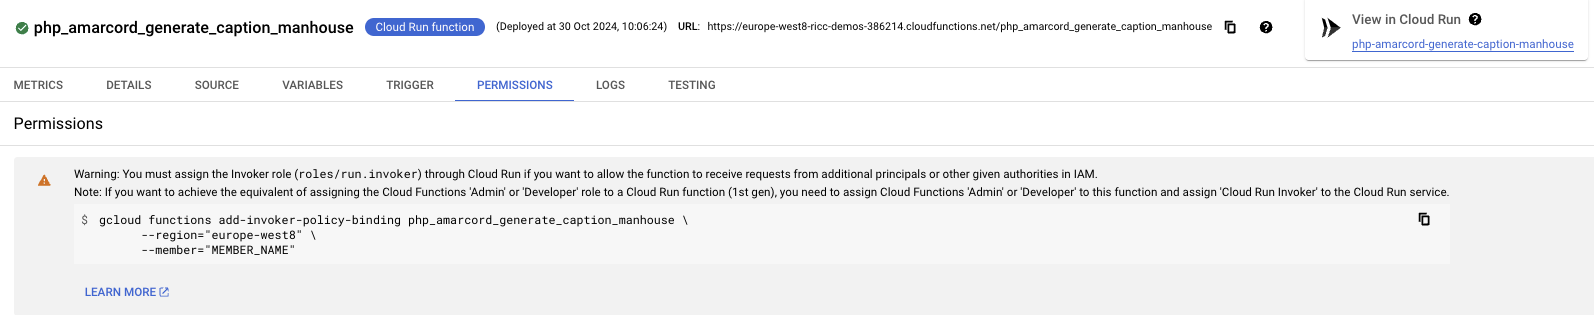 php_amarcord_generate_caption_manhouse Cloud Run function (Deployed at 30 Oct 2024, 10:06:24) URL: https://europe-west8-ricc-demos-386214.cloudfunctions.net/php_amarcord_generate_caption_manhouse
View in Cloud Run
php-amarcord-generate-caption-manhouse
METRICS DETAILS SOURCE VARIABLES TRIGGER PERMISSIONS LOGS TESTING
Permissions
Warning: You must assign the Invoker role (roles/run.invoker) through Cloud Run if you want to allow the function to receive requests from additional principals or other given authorities in IAM.
Note: If you want to achieve the equivalent of assigning the Cloud Functions 'Admin' or 'Developer' role to a Cloud Run function (1st gen), you need to assign Cloud Functions 'Admin' or 'Developer' to this function and assign 'Cloud Run Invoker' to the Cloud Run service.
$ gcloud functions add-invoker-policy-binding php_amarcord_generate_caption_manhouse \
--region="europe-west8" \
--member="MEMBER_NAME"
LEARN MORE